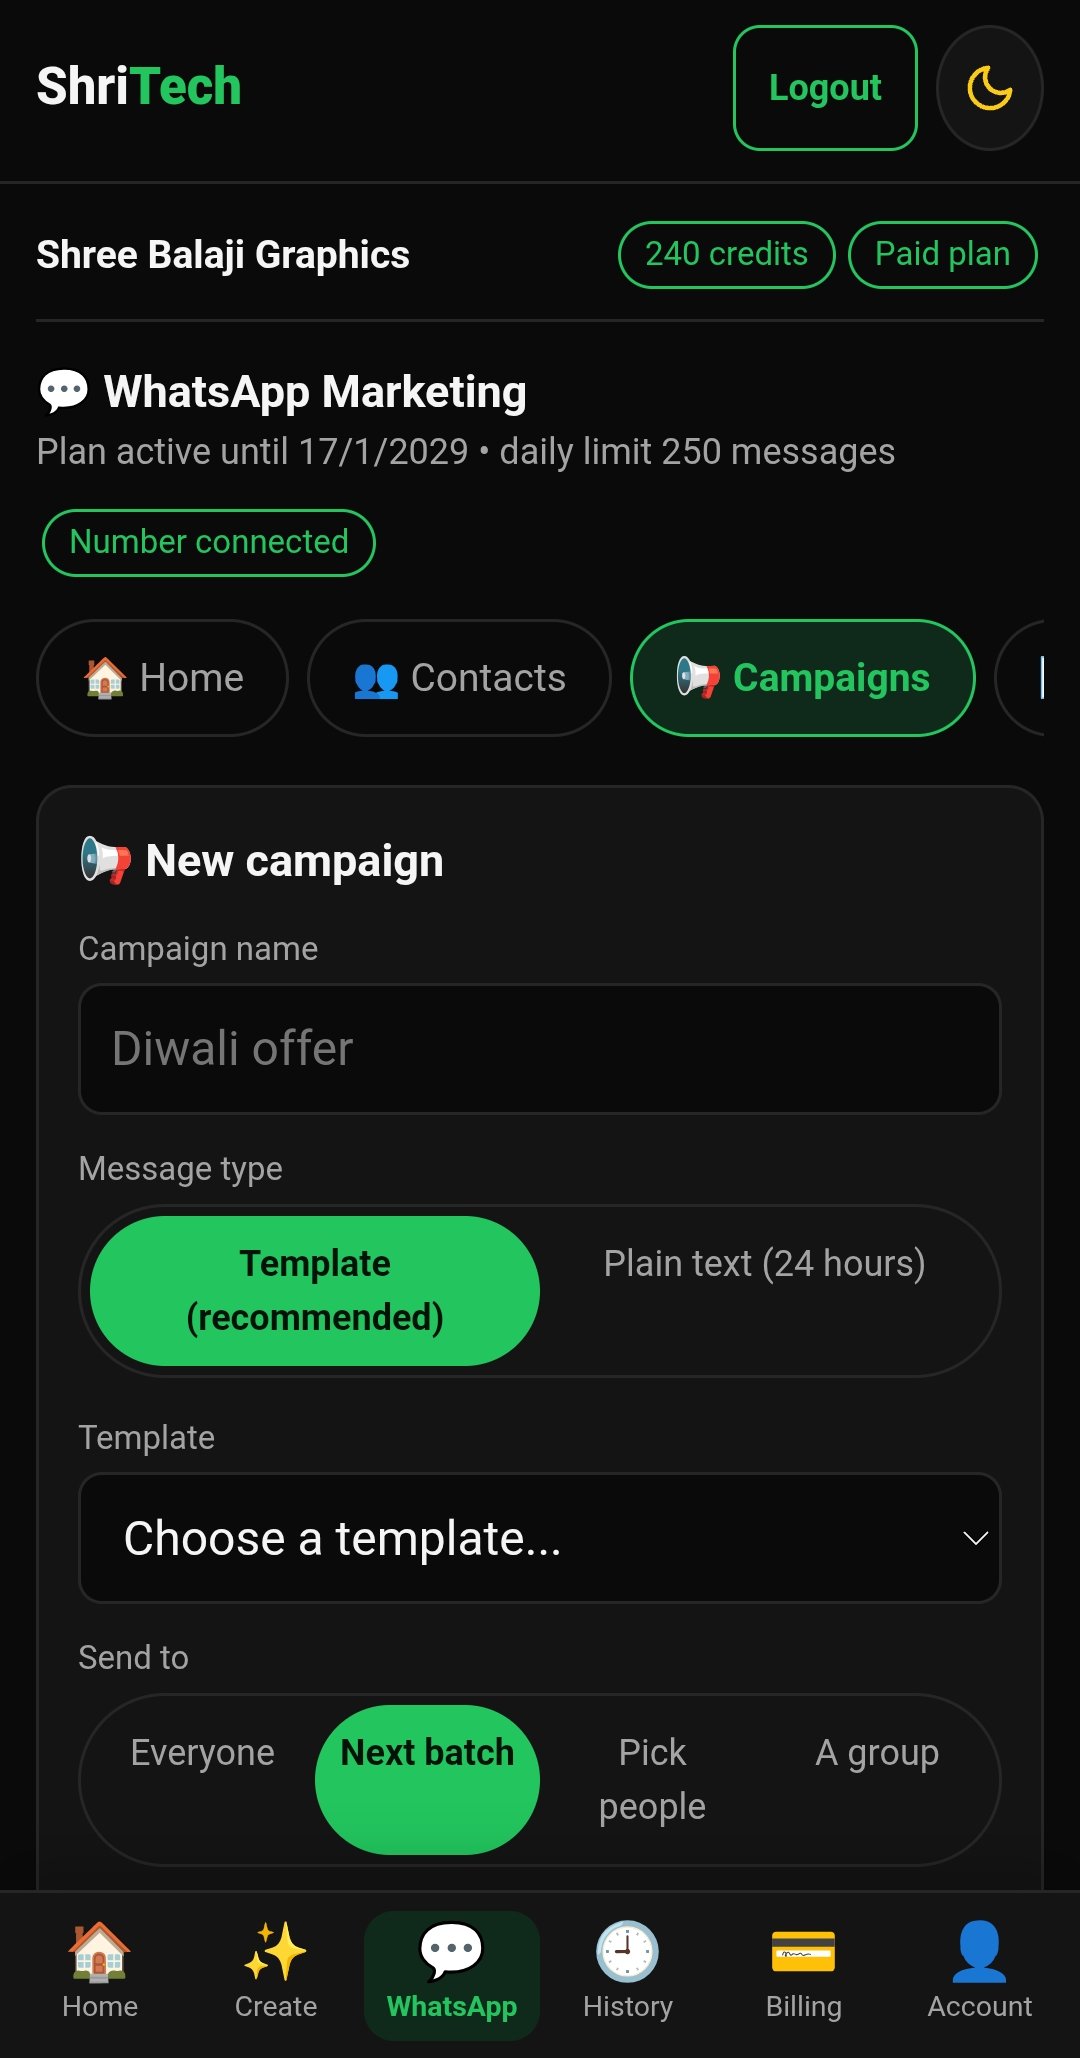 ShriTech
Logout
Shree Balaji Graphics
240 credits
Paid plan
WhatsApp Marketing
Plan active until 17/1/2029 • daily limit 250 messages
Number connected
Home
Contacts
Campaigns
New campaign
Campaign name
Diwali offer
Message type
Template
(recommended)
Plain text (24 hours)
Template
Choose a template...
Send to
Everyone
Next batch
Pick
people
A group
Home
Create
WhatsApp
History
Billing
Account